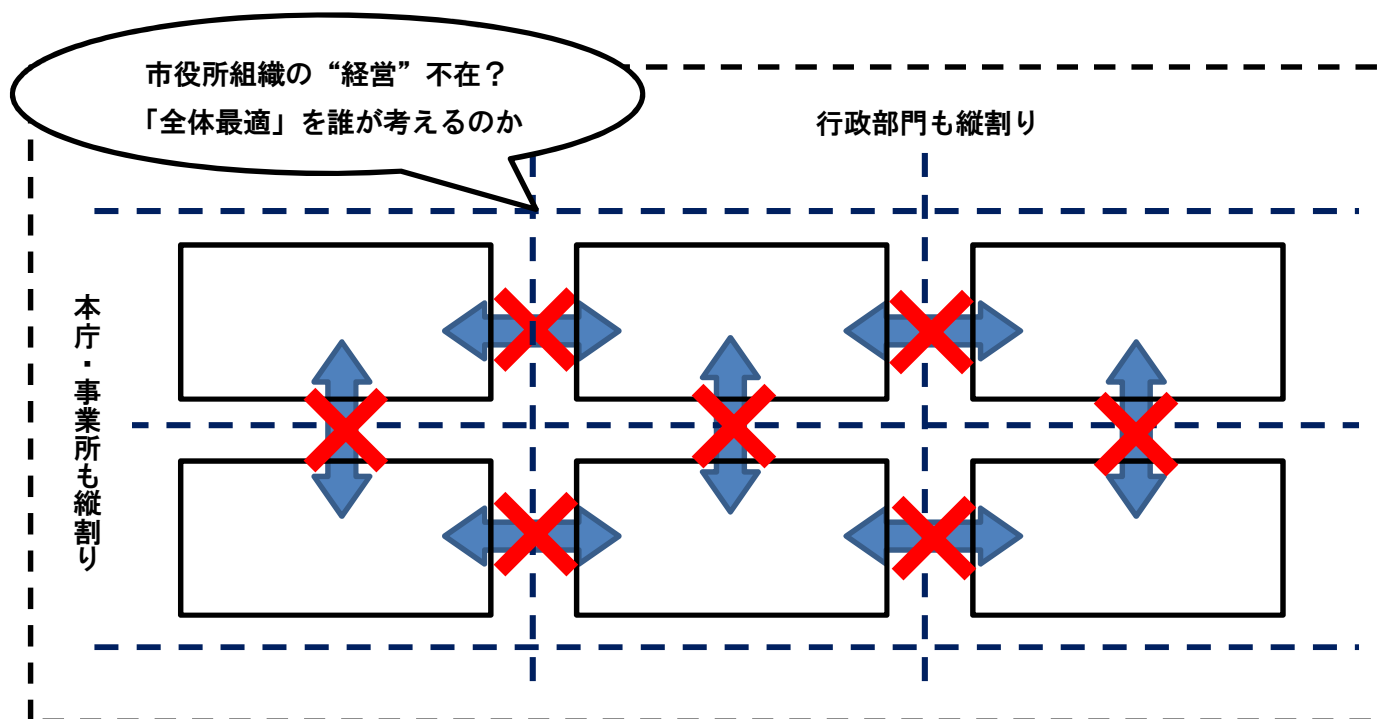 市役所組織の“経営”不在?
「全体最適」を誰が考えるのか
行政部門も縦割り
本庁・事業所も縦割り